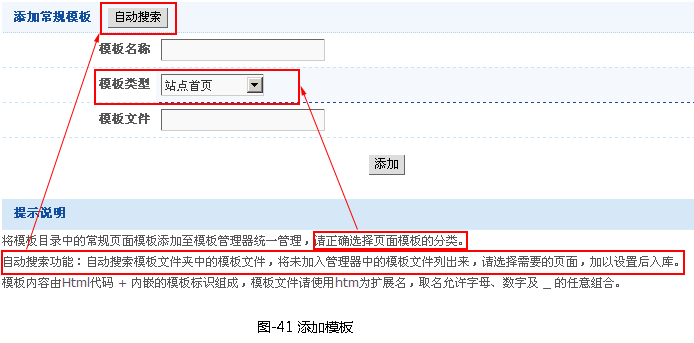 添加常规模板 自动搜索
模板名称
模板类型 站点首页
模板文件
添加
提示说明
将模板目录中的常规页面模板添加至模板管理器统一管理，请正确选择页面模板的分类。
自动搜索功能：自动搜索模板文件夹中的模板文件，将未加入管理器中的模板文件列出来，请选择需要的页面，加以设置后入库。
模板内容由Html代码 + 内嵌的模板标识组成，模板文件请使用htm为扩展名，取名允许字母、数字及 _ 的任意组合。
图-41 添加模板